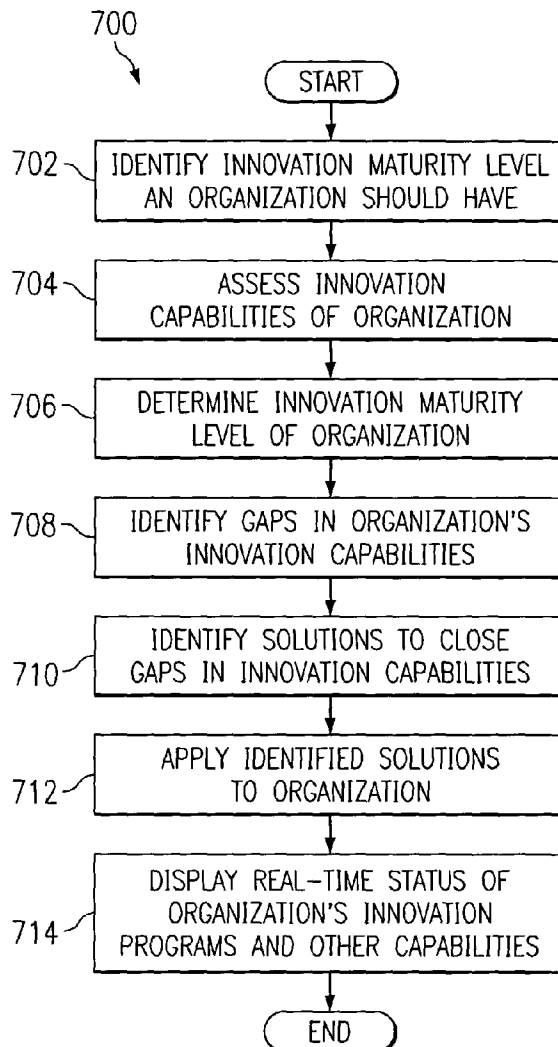 700
START
702
IDENTIFY INNOVATION MATURITY LEVEL
AN ORGANIZATION SHOULD HAVE
704
ASSESS INNOVATION
CAPABILITIES OF ORGANIZATION
706
DETERMINE INNOVATION MATURITY
LEVEL OF ORGANIZATION
708
IDENTIFY GAPS IN ORGANIZATION'S
INNOVATION CAPABILITIES
710
IDENTIFY SOLUTIONS TO CLOSE
GAPS IN INNOVATION CAPABILITIES
712
APPLY IDENTIFIED SOLUTIONS
TO ORGANIZATION
714
DISPLAY REAL-TIME STATUS OF
ORGANIZATION'S INNOVATION
PROGRAMS AND OTHER CAPABILITIES
END